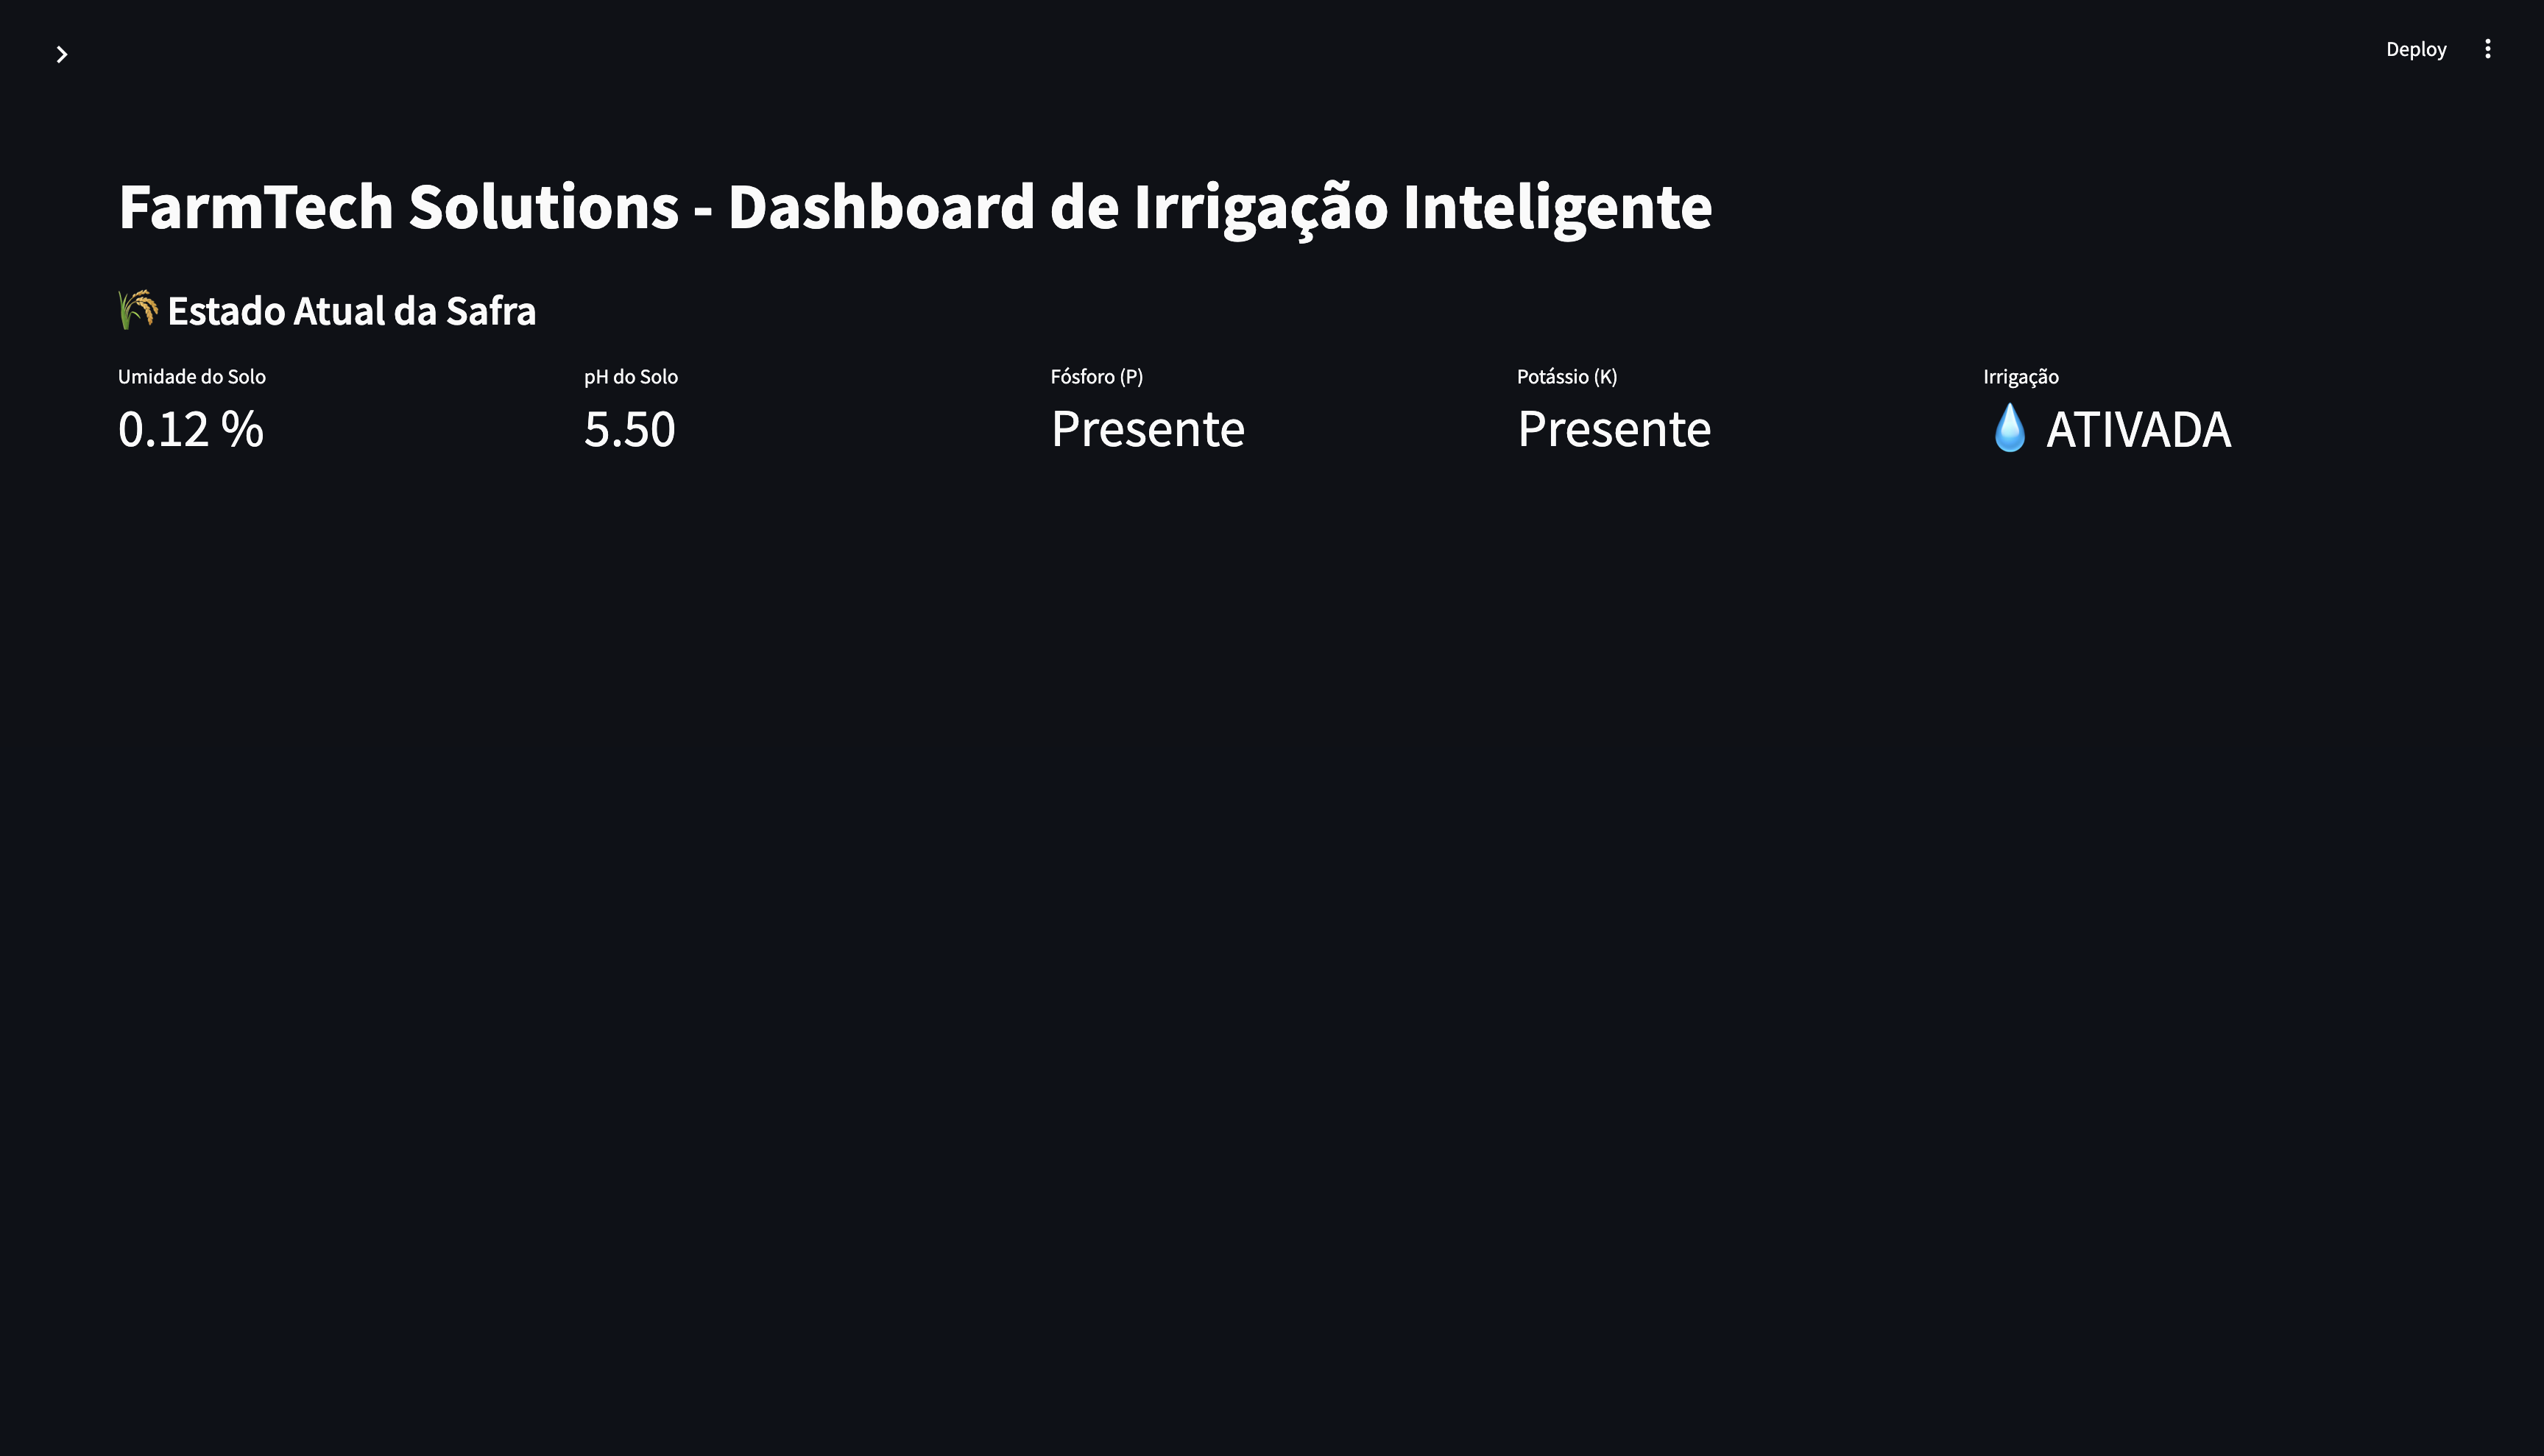 Deploy
FarmTech Solutions - Dashboard de Irrigação Inteligente
Estado Atual da Safra
Umidade do Solo
0.12 %
pH do Solo
5.50
Fósforo (P)
Presente
Potássio (K)
Presente
Irrigação
ATIVADA